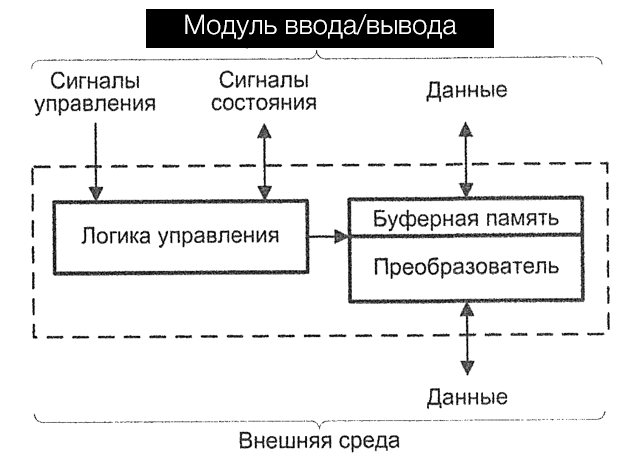 Модуль ввода/вывода
Сигналы
управления
Сигналы
состояния
Данные
Логика управления
Буферная память
Преобразователь
Данные
Внешняя среда